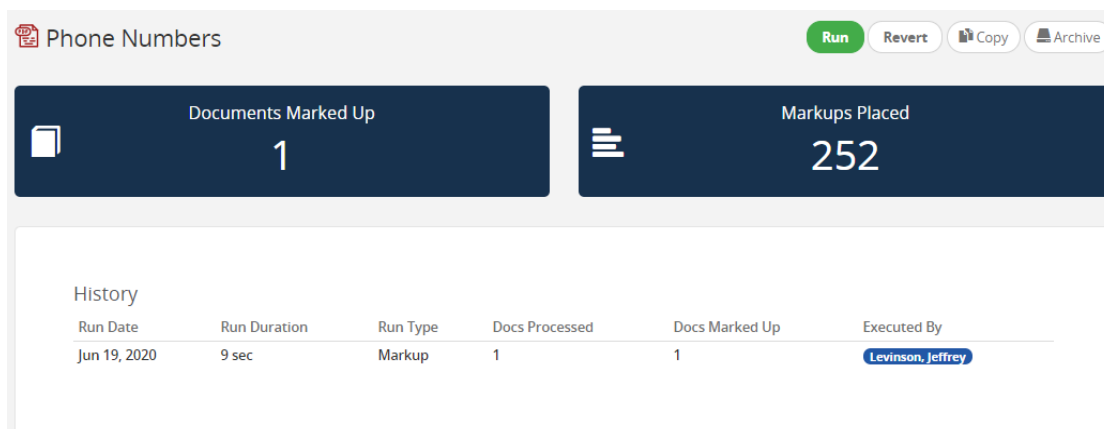 Phone Numbers
Run Revert Copy Archive
Documents Marked Up
1
Markups Placed
252
History
Run Date Run Duration Run Type Docs Processed Docs Marked Up Executed By
Jun 19, 2020 9 sec Markup 1 1 Levinson, Jeffrey